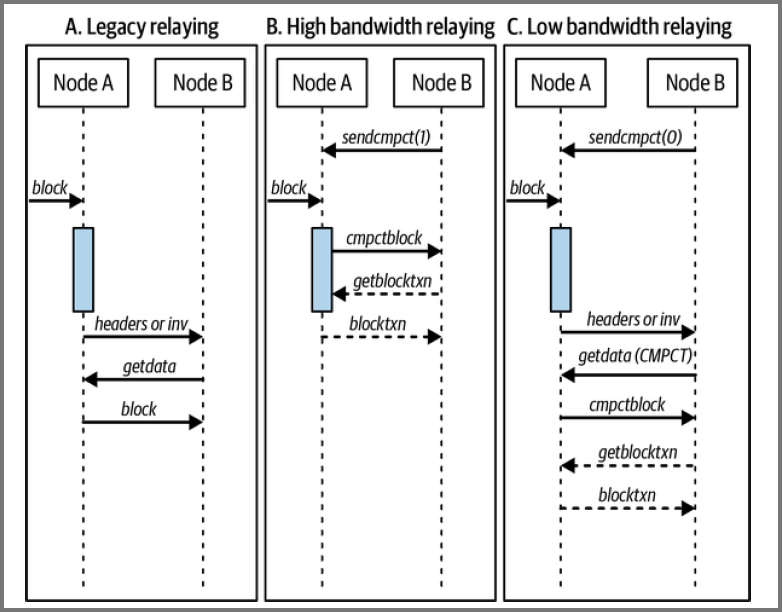 A. Legacy relaying
Node A
Node B
block
headers or inv
getdata
block
B. High bandwidth relaying
Node A
Node B
sendcmpct(1)
block
cmpctblock
getblocktxn
blocktxn
C. Low bandwidth relaying
Node A
Node B
sendcmpct(0)
block
headers or inv
getdata (CMPCT)
cmpctblock
getblocktxn
blocktxn